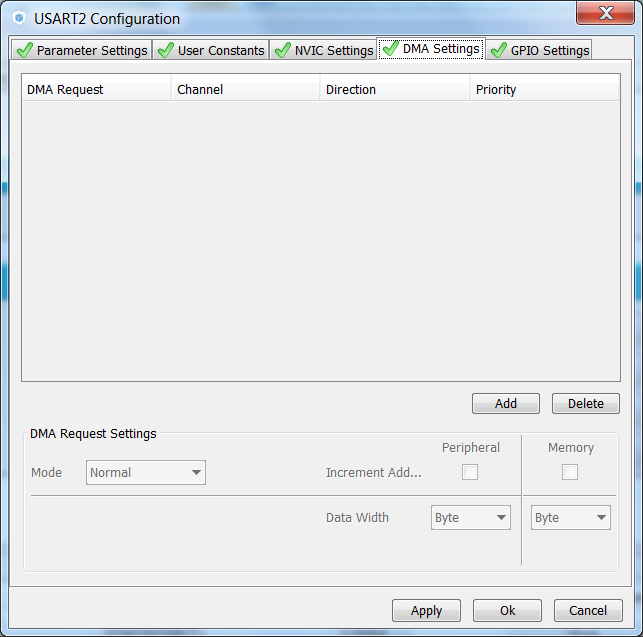 USART2 Configuration
Parameter Settings User Constants NVIC Settings DMA Settings GPIO Settings
DMA Request Channel Direction Priority
Add Delete
DMA Request Settings
Peripheral Memory
Mode Normal Increment Add...
Data Width Byte Byte
Apply Ok Cancel